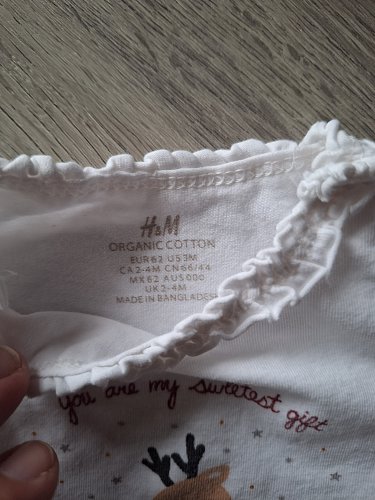 H&M
ORGANIC COTTON
EUR 62 US 3M
CA 2-4M CN 66/44
MX 62 AUS 000
UK 2-4M
MADE IN BANGLADESH
you are my sweetest gift